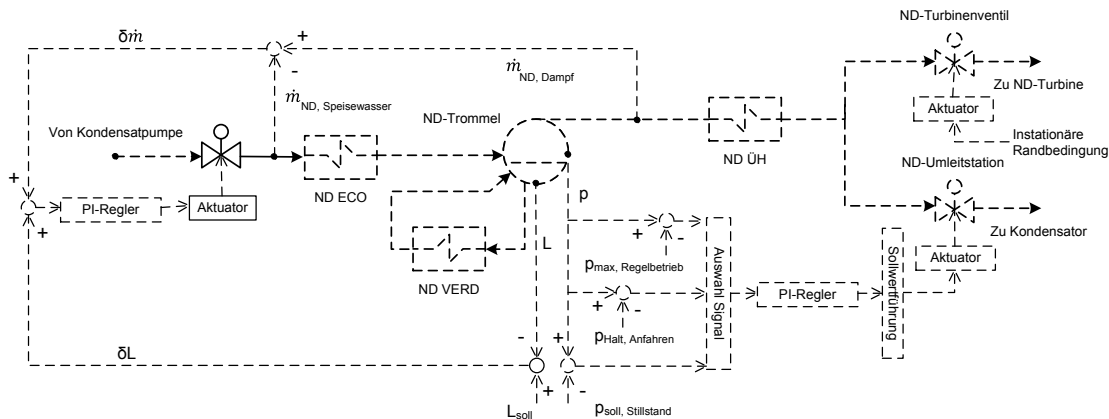 ND-Turbinenventil
δṁ
+
-
ṁND, Dampf
ṁND, Speisewasser
Zu ND-Turbine
Aktuator
ND-Trommel
Von Kondensatpumpe
ND ÜH
Instationäre
Randbedingung
ND-Umleitstation
ND ECO
+
p
+
PI-Regler
Aktuator
Zu Kondensator
+
-
L
ND VERD
pmax, Regelbetrieb
Aktuator
Auswahl Signal
PI-Regler
Sollwertführung
+
-
pHalt, Anfahren
-
+
δL
+
-
Lsoll
psoll, Stillstand